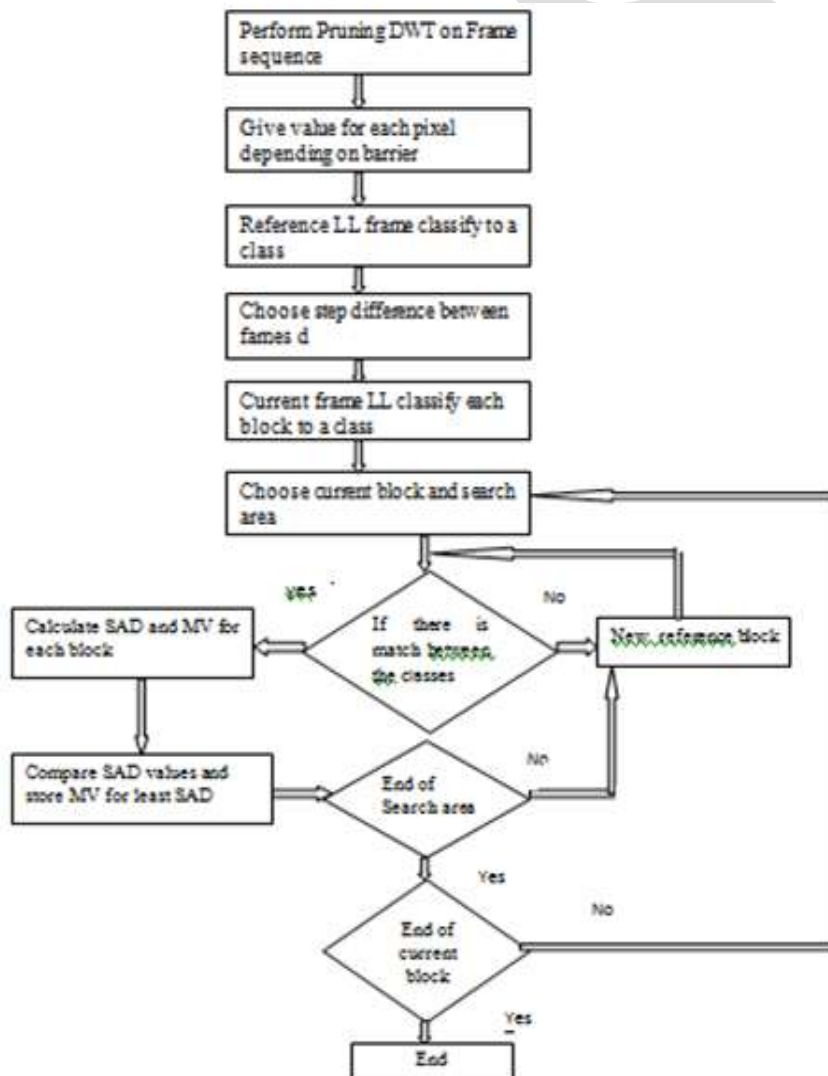 Perform Pruning DWT on Frame
sequence
Give value for each pixel
depending on barrier
Reference LL frame classify to a
class
Choose step difference between
fames d
Current frame LL classify each
block to a class
Choose current block and search
area
yes
No
If there is
match between
the classes
Calculate SAD and MV for
each block
New reference block
Compare SAD values and
store MV for least SAD
End of
Search area
No
Yes
No
End of
current
block
Yes
End